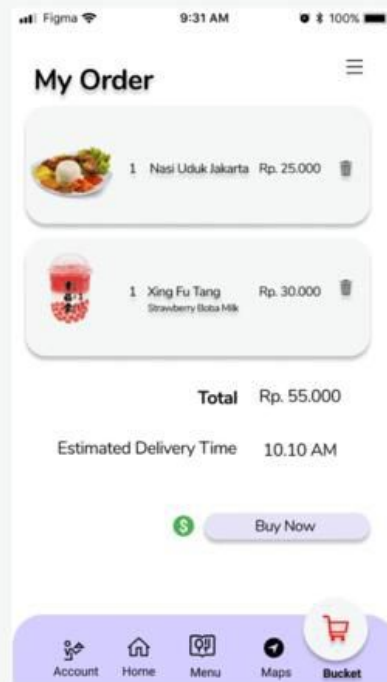 Figma 9:31 AM 100%
My Order
1 Nasi Uduk Jakarta Rp. 25.000
1 Xing Fu Tang Rp. 30.000
Strawberry Boba Milk
Total Rp. 55.000
Estimated Delivery Time 10.10 AM
$ Buy Now
Account Home Menu Maps Bucket